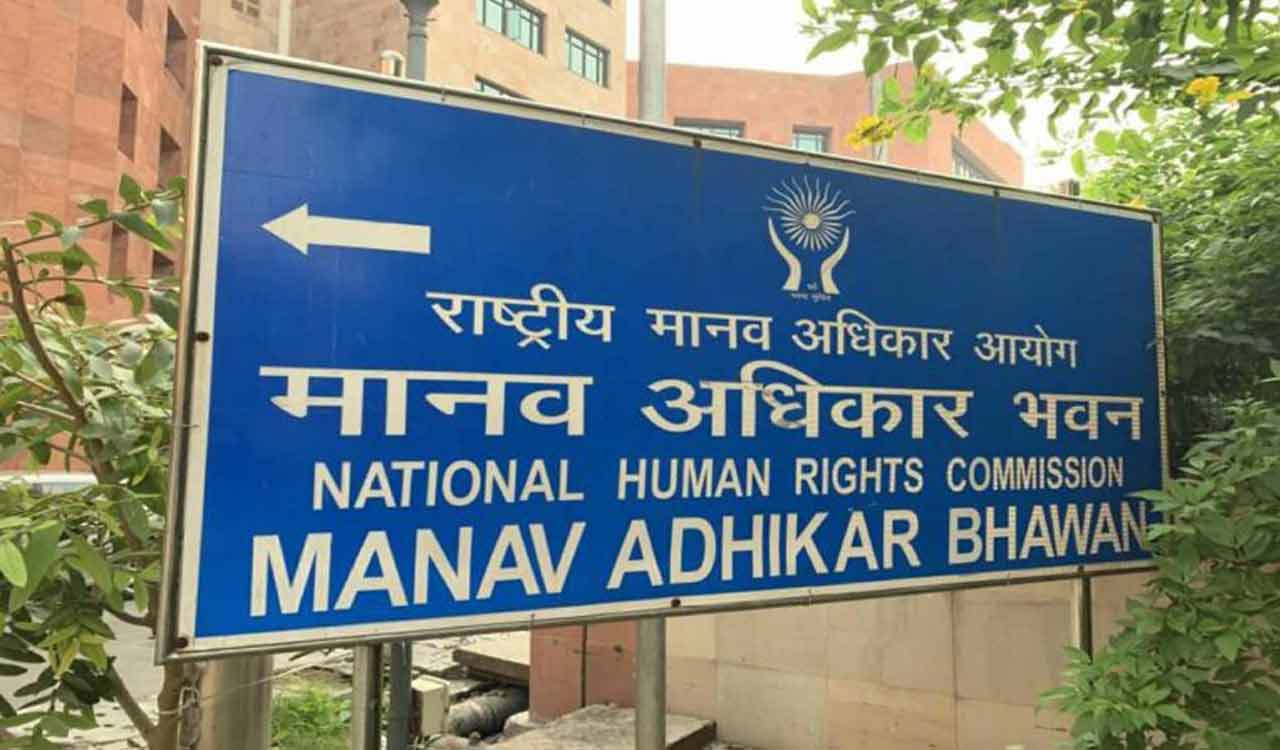 राष्ट्रीय मानव अधिकार आयोग
मानव अधिकार भवन
NATIONAL HUMAN RIGHTS COMMISSION
MANAV ADHIKAR BHAWAN